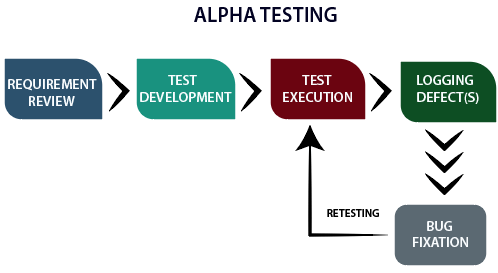 ALPHA TESTING
REQUIREMENT
REVIEW
TEST
DEVELOPMENT
TEST
EXECUTION
LOGGING
DEFECT(S)
RETESTING
BUG
FIXATION